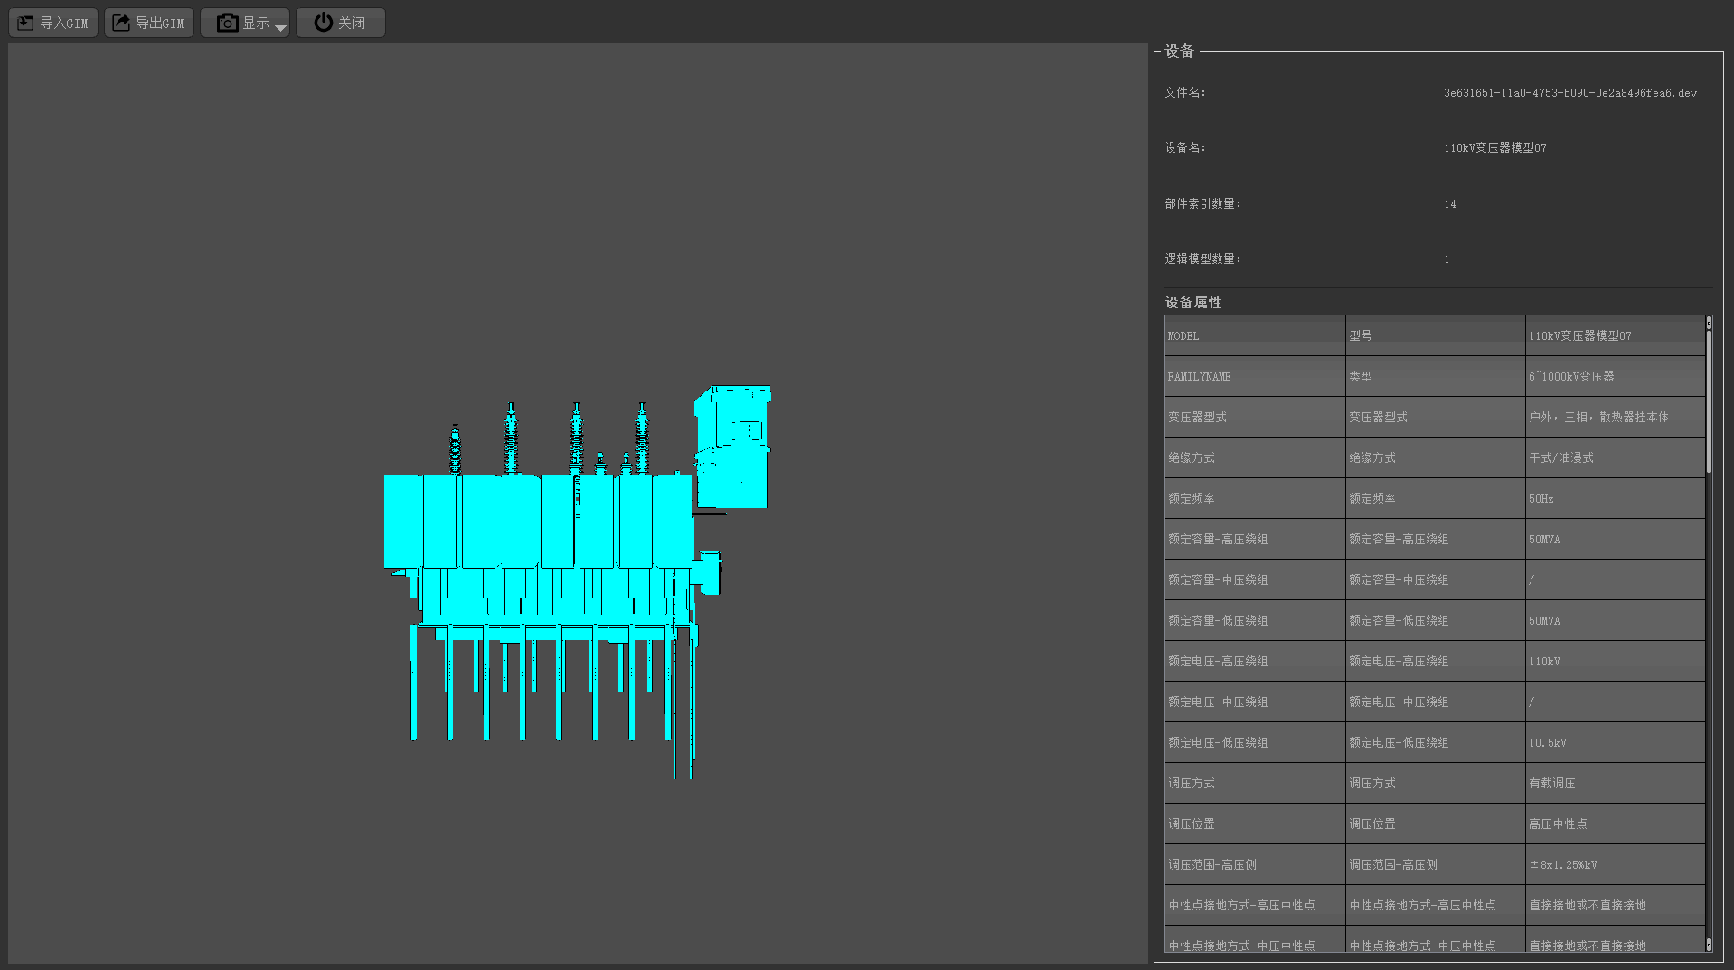 导入GIM 导出GIM 显示 关闭
设备
文件名:
设备名: 110kV变压器模型07
部件索引数量: 14
逻辑模型数量: 1
设备属性
MODEL 型号 110kV变压器模型07
FAMILYNAME 类型 6~1000kV变压器
变压器型式 变压器型式 户外，三相，散热器挂本体
绝缘方式 绝缘方式 干式/油浸式
额定频率 额定频率 50Hz
额定容量-高压绕组 额定容量-高压绕组 50MVA
额定容量-中压绕组 额定容量-中压绕组 /
额定容量-低压绕组 额定容量-低压绕组 50MVA
额定电压-高压绕组 额定电压-高压绕组 110kV
额定电压-中压绕组 额定电压-中压绕组 /
额定电压-低压绕组 额定电压-低压绕组 10.5kV
调压方式 调压方式 有载调压
调压位置 调压位置 高压中性点
调压范围-高压侧 调压范围-高压侧 ±8x1.25%kV
中性点接地方式-高压中性点 中性点接地方式-高压中性点 直接接地或不直接接地
中性点接地方式-中压中性点 中性点接地方式-中压中性点 直接接地或不直接接地